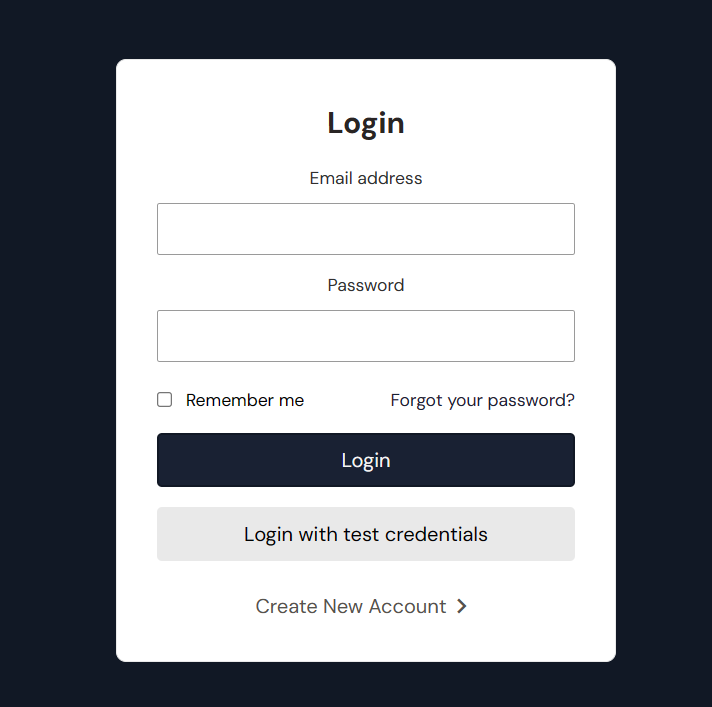 Login
Email address
Password
Remember me
Forgot your password?
Login
Login with test credentials
Create New Account